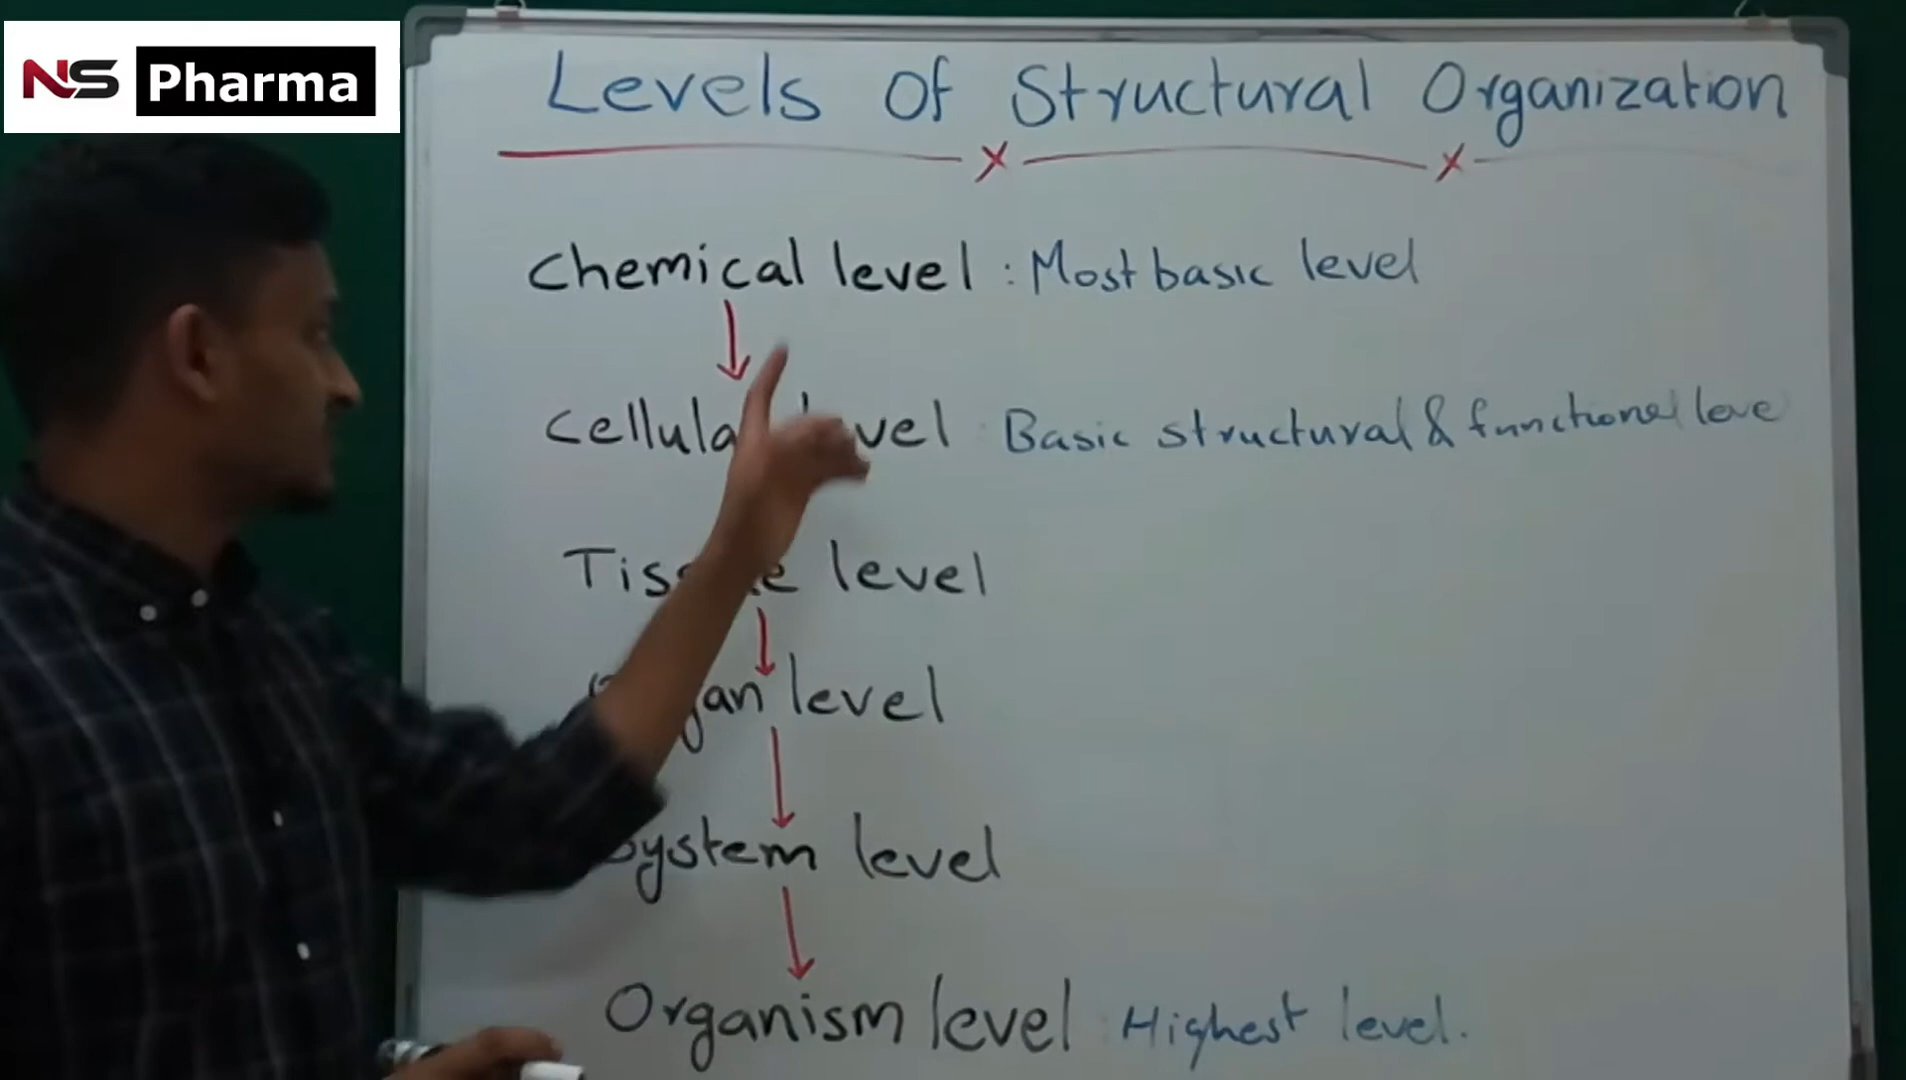 NS Pharma
Levels Of Structural Organization
Chemical level : Most basic level
level Basic structural & functional
level
level
System level
Organism level Highest level.